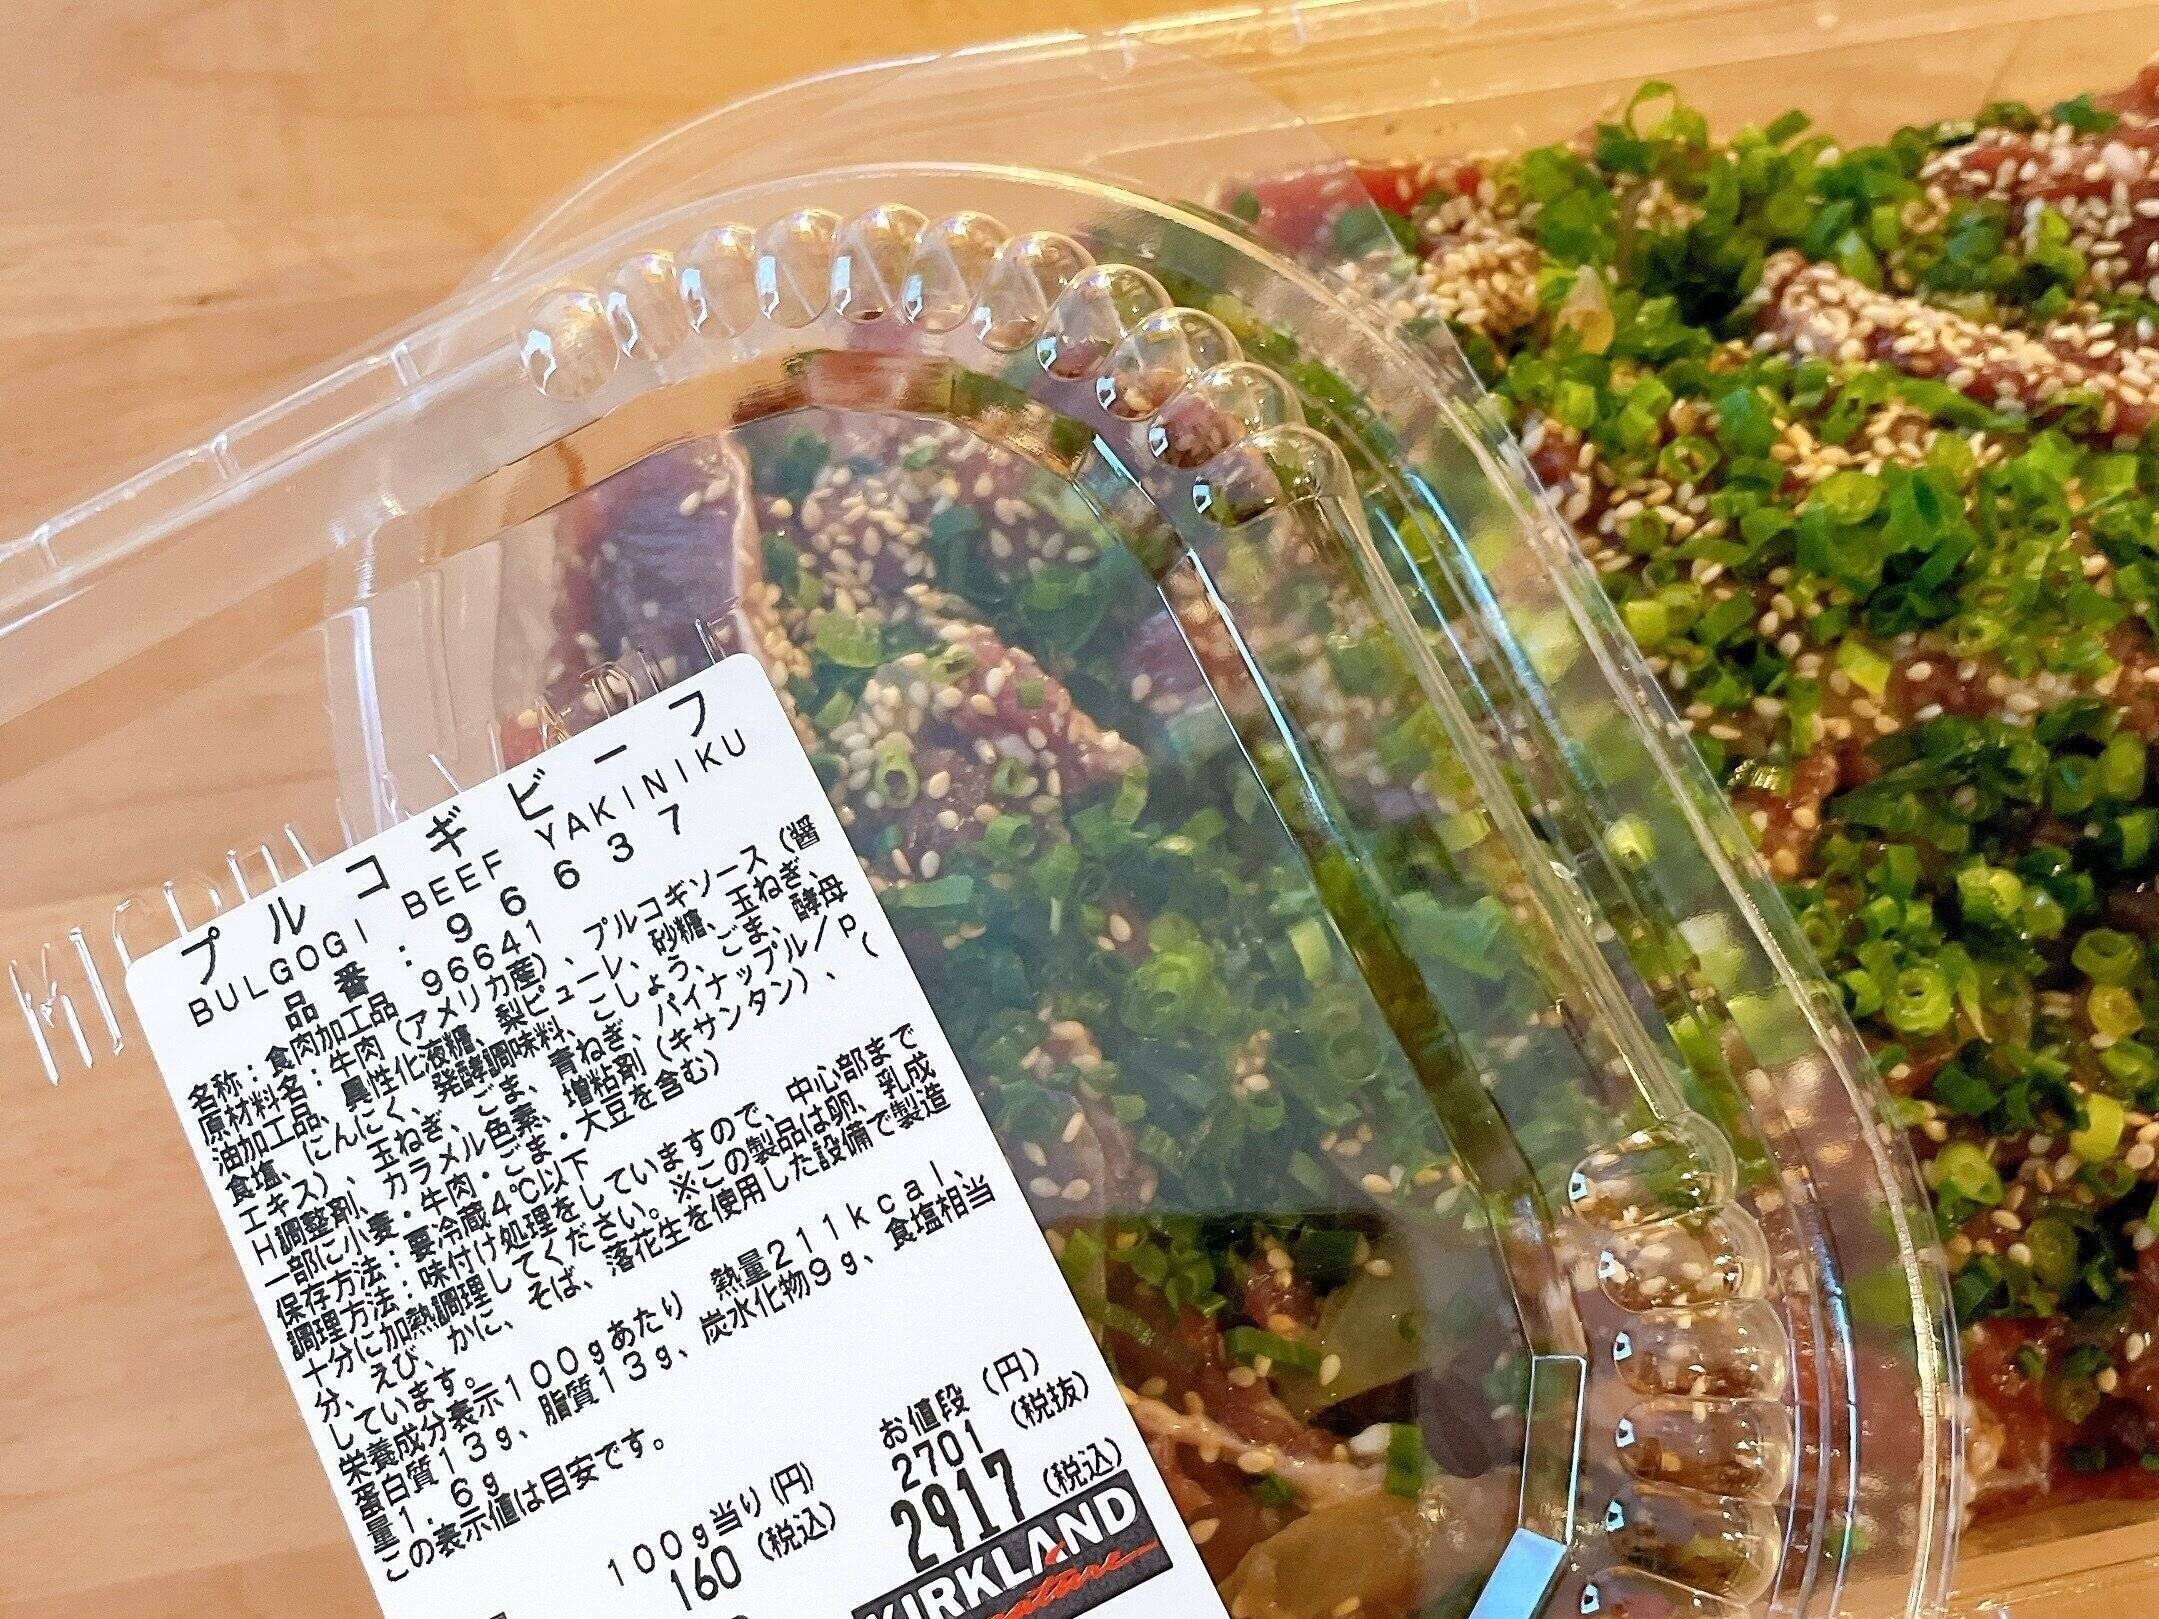 プルコギビーフ
BULGOGI BEEF YAKINIKU
品番：96637
96641
名称：食肉加工品
原材料名：牛肉（アメリカ産）、プルコギソース（醤
油加工品、異性化液糖、梨ピューレ、砂糖、玉ねぎ、
食塩、にんにく、発酵調味料、こしょう、ごま、酵母
エキス）、玉ねぎ、ごま、青ねぎ、パイナップル／ｐ
Ｈ調整剤、カラメル色素、増粘剤（キサンタン）、（
一部に小麦・牛肉・ごま・大豆を含む）
保存方法：要冷蔵4℃以下
調理方法：味付け処理をしていますので、中心部まで
十分に加熱調理してください。※この製品は卵、乳成
分、えび、かに、そば、落花生を使用した設備で製造
しています。
栄養成分表示100gあたり 熱量211kcal、
蛋白質13g、脂質13g、炭水化物9g、食塩相当
量1.6g
この表示値は目安です。
100g当り(円)
160 (税込)
お値段 (円)
2701 (税抜)
2917 (税込)
KIRKLAND
Signature